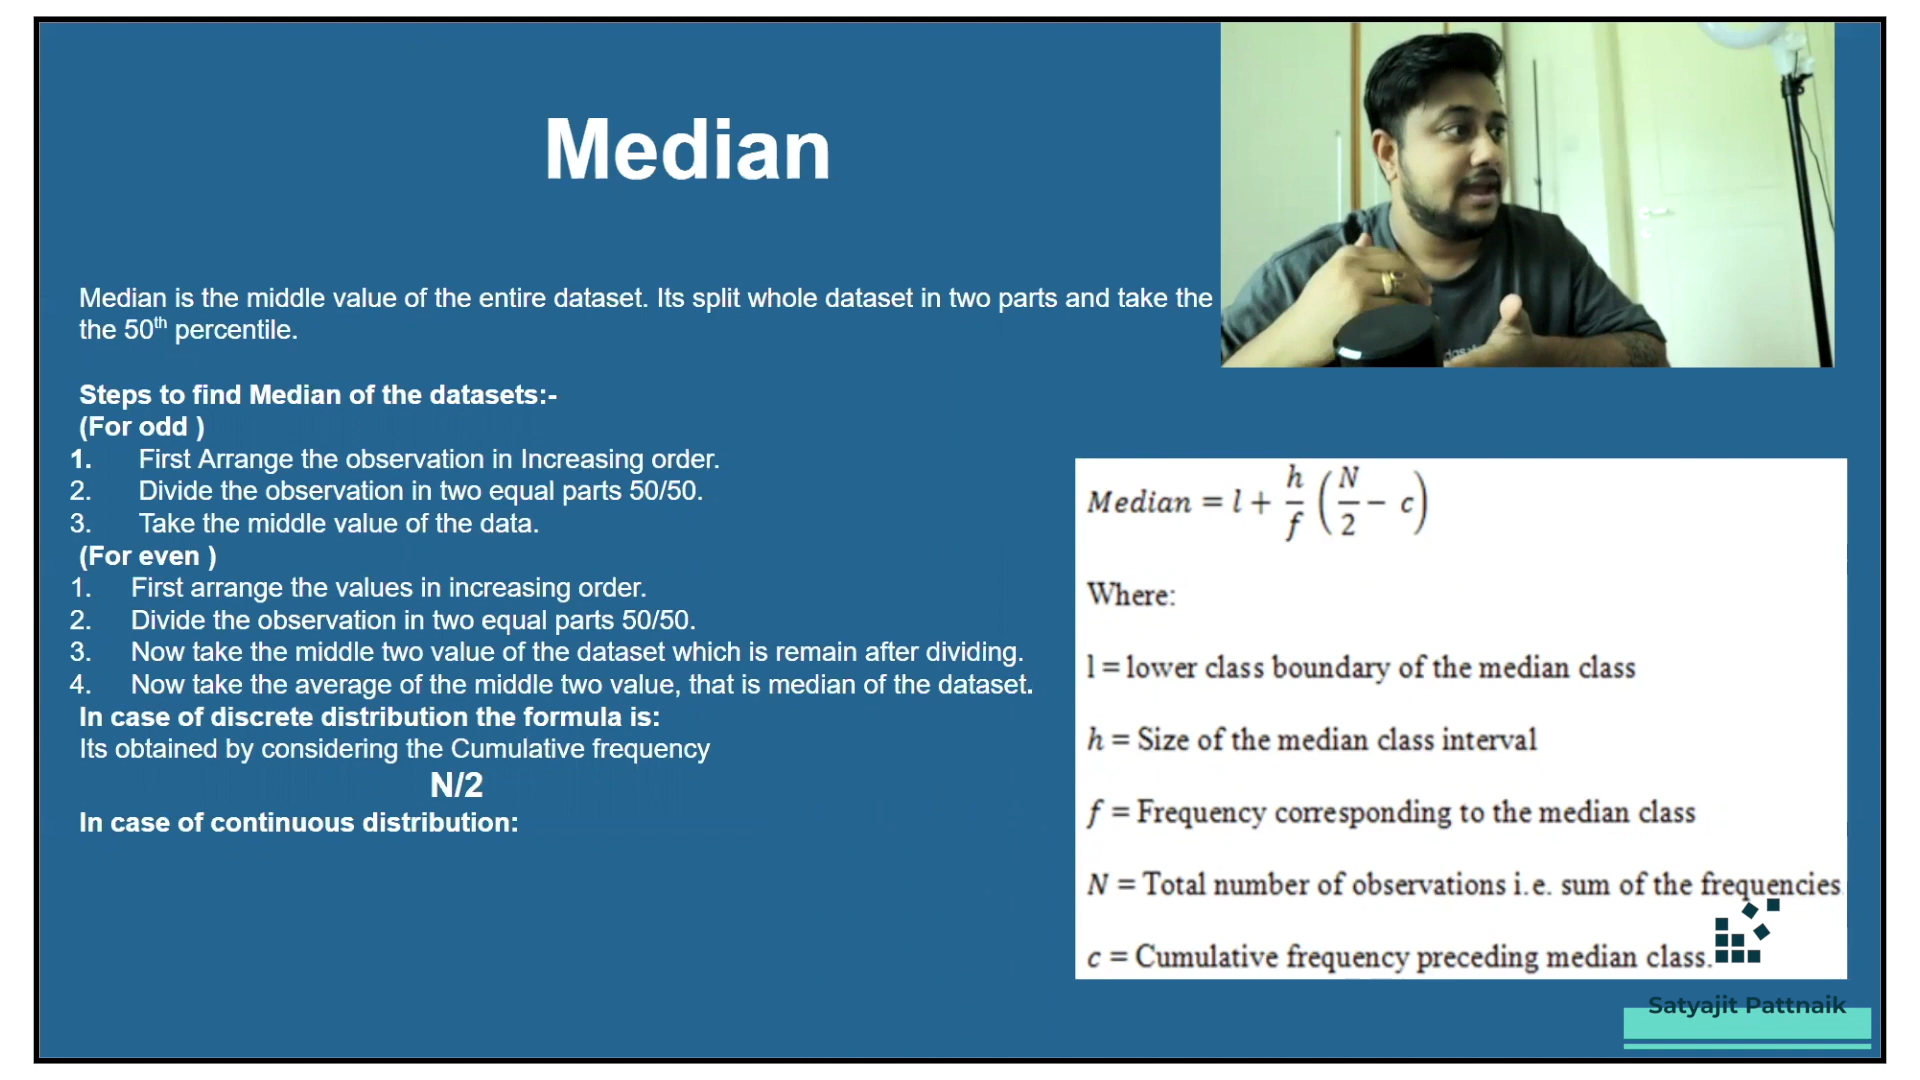 Median
Median is the middle value of the entire dataset. Its split whole dataset in two parts and take the
the 50th percentile.
Steps to find Median of the datasets:-
(For odd )
1. First Arrange the observation in Increasing order.
2. Divide the observation in two equal parts 50/50.
3. Take the middle value of the data.
(For even )
1. First arrange the values in increasing order.
2. Divide the observation in two equal parts 50/50.
3. Now take the middle two value of the dataset which is remain after dividing.
4. Now take the average of the middle two value, that is median of the dataset.
In case of discrete distribution the formula is:
Its obtained by considering the Cumulative frequency
N/2
In case of continuous distribution:
Median = l + h/f (N/2 - c)
Where:
l = lower class boundary of the median class
h = Size of the median class interval
f = Frequency corresponding to the median class
N = Total number of observations i.e. sum of the frequencies
c = Cumulative frequency preceding median class.
Satyajit Pattnaik